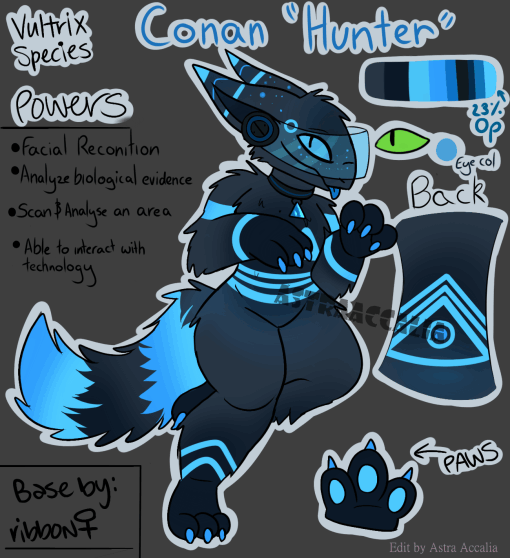 Vultrix
Species
Conan "Hunter"
Powers
Facial Reconition
Analyze biological evidence
Scan & Analyse an area
Able to interact with
technology
23%
Op
Eye col
Back
AstraAccalia
PAWS
Base by:
ribbon♀
Edit by Astra Accalia